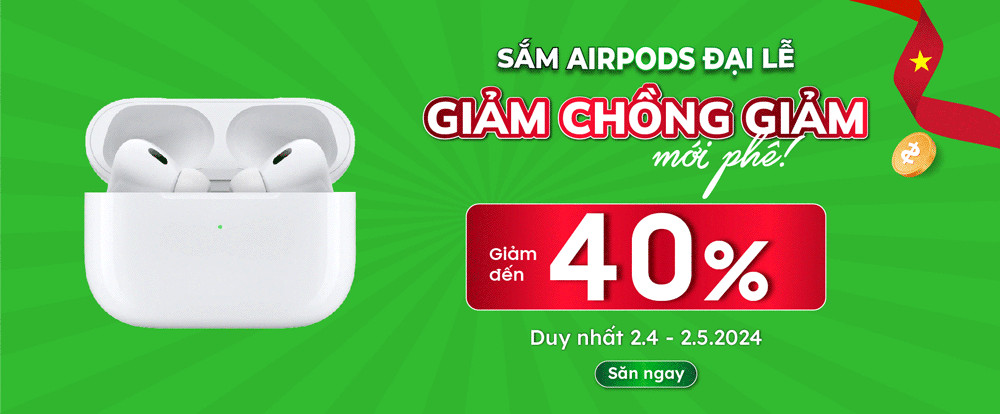 SẮM AIRPODS ĐẠI LỄ
GIẢM CHỒNG GIẢM
mới phê!
Giảm
đến
40%
Duy nhất 2.4 - 2.5.2024
Săn ngay